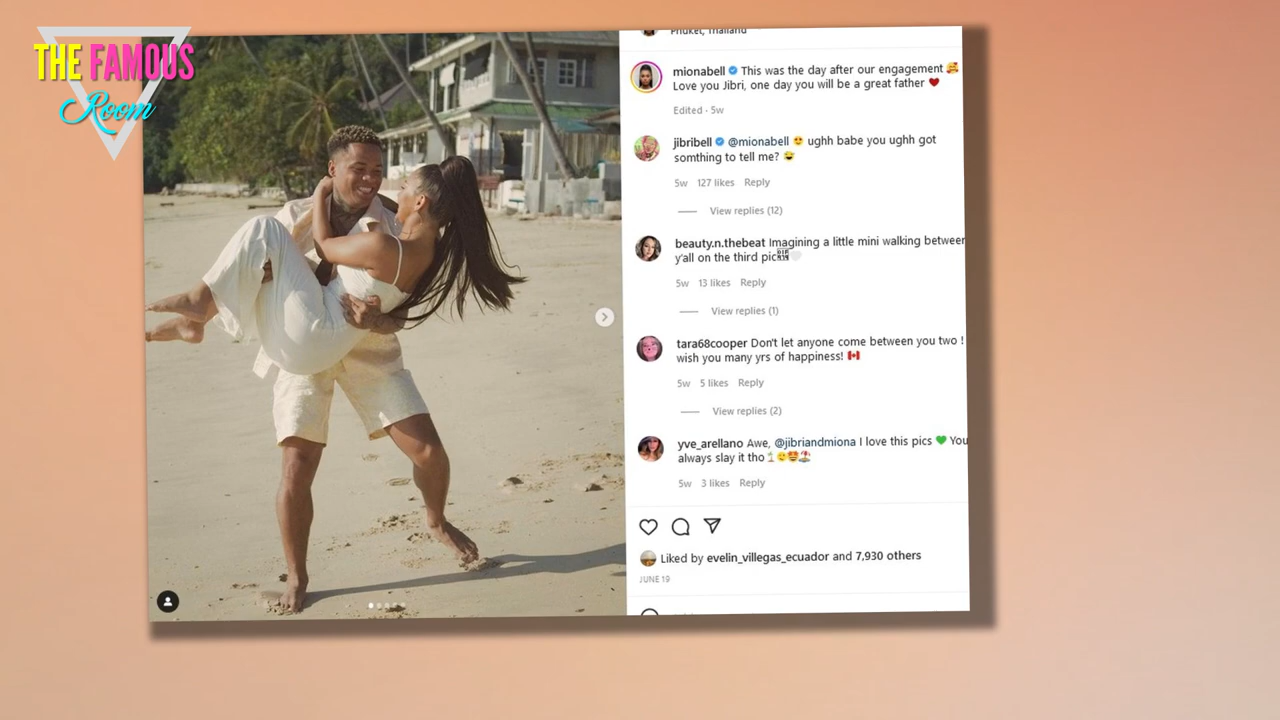 THE FAMOUS
Room
Phuket, Thailand
mionabell This was the day after our engagement 🥰
Love you Jibri, one day you will be a great father ❤️
Edited · 5w
jibribell @mionabell 😍 ughh babe you ughh got
somthing to tell me? 😅
5w 127 likes Reply
View replies (12)
beauty.n.thebeat Imagining a little mini walking between
y'all on the third pic🤍
5w 13 likes Reply
View replies (1)
tara68cooper Don't let anyone come between you two !
wish you many yrs of happiness! 🇨🇦
5w 5 likes Reply
View replies (2)
yve_arellano Awe, @jibriandmiona I love this pics 💚 You
always slay it tho
5w 3 likes Reply
Liked by evelin_villegas_ecuador and 7,930 others
JUNE 19